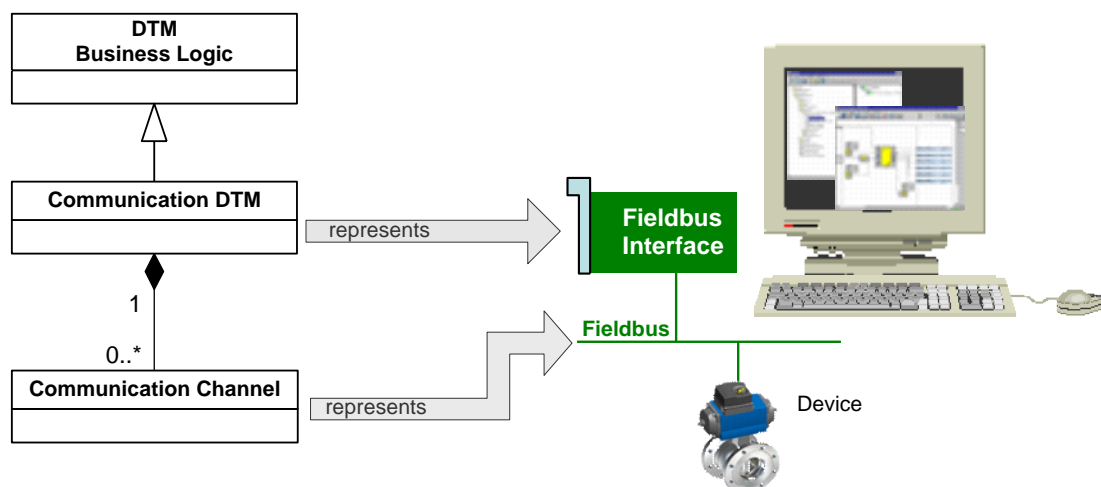 DTM
Business Logic
Communication DTM
represents
Fieldbus
Interface
1
0..*
Fieldbus
Communication Channel
represents
Device